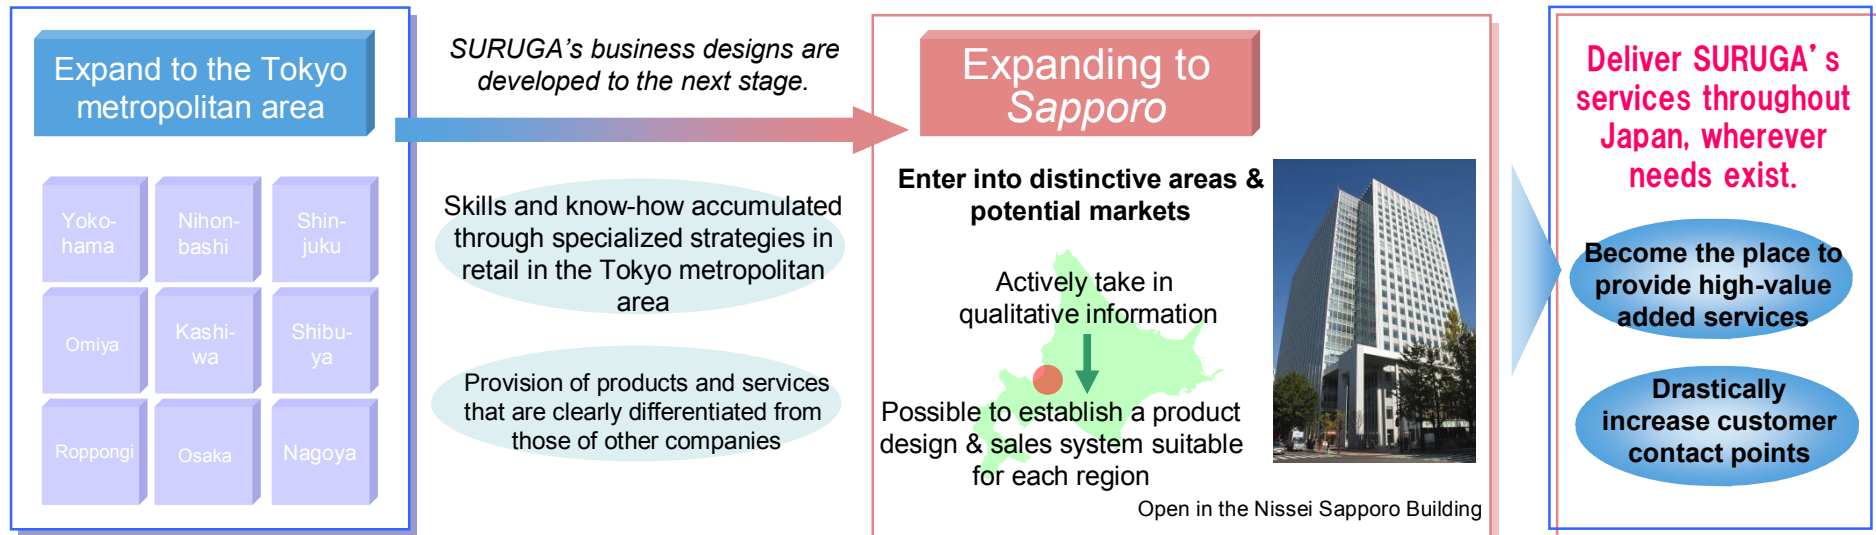 Expand to the Tokyo
metropolitan area
Yoko-
hama
Nihon-
bashi
Shin-
juku
Omiya
Kashi-
wa
Shibu-
ya
Roppongi
Osaka
Nagoya
SURUGA's business designs are
developed to the next stage.
Skills and know-how accumulated
through specialized strategies in
retail in the Tokyo metropolitan
area
Provision of products and services
that are clearly differentiated from
those of other companies
Expanding to
Sapporo
Enter into distinctive areas &
potential markets
Actively take in
qualitative information
Possible to establish a product
design & sales system suitable
for each region
Open in the Nissei Sapporo Building
Deliver SURUGA's
services throughout
Japan, wherever
needs exist.
Become the place to
provide high-value
added services
Drastically
increase customer
contact points